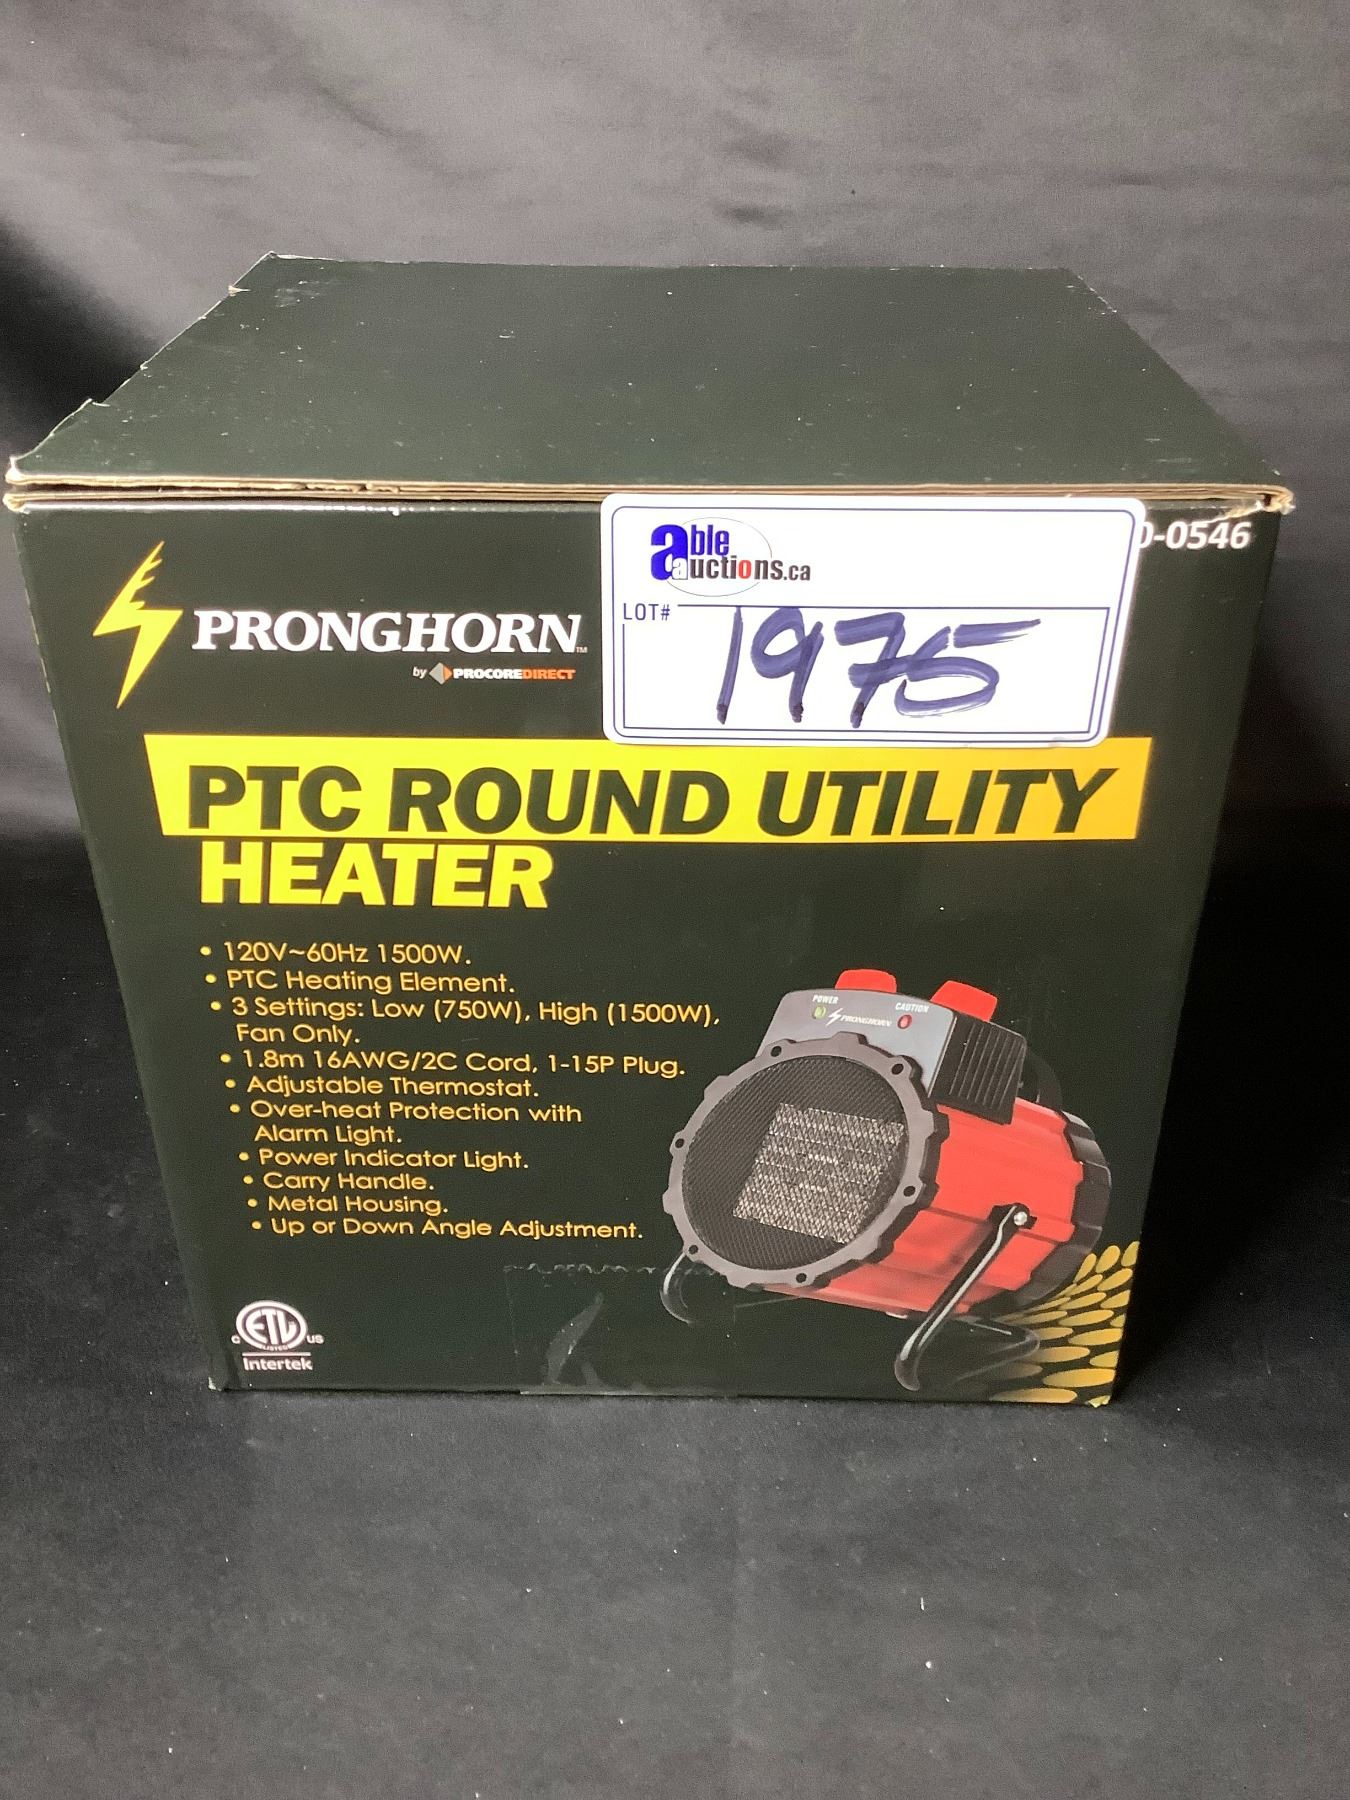 able
auctions.ca
LOT#
1975
-0546
PRONGHORN™
by PROCOREDIRECT
PTC ROUND UTILITY
HEATER
• 120V~60Hz 1500W.
• PTC Heating Element.
• 3 Settings: Low (750W), High (1500W),
Fan Only.
• 1.8m 16AWG/2C Cord, 1-15P Plug.
• Adjustable Thermostat.
• Over-heat Protection with
Alarm Light.
• Power Indicator Light.
• Carry Handle.
• Metal Housing.
• Up or Down Angle Adjustment.
POWER
CAUTION
PRONGHORN
C ETL US
LISTED
Intertek